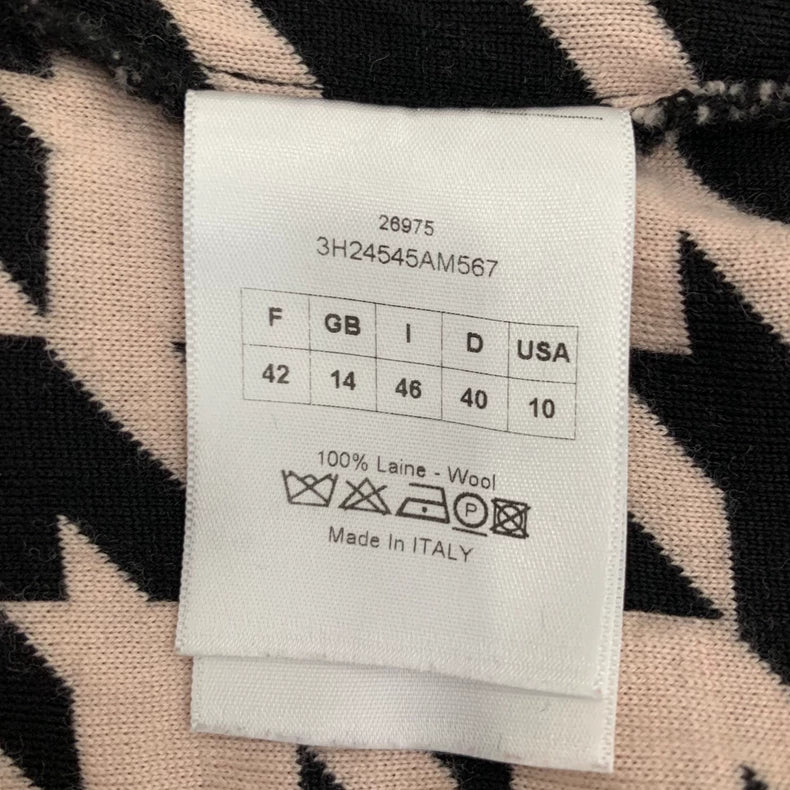 26975
3H24545AM567
F GB I D USA
42 14 46 40 10
100% Laine - Wool
P
Made In ITALY